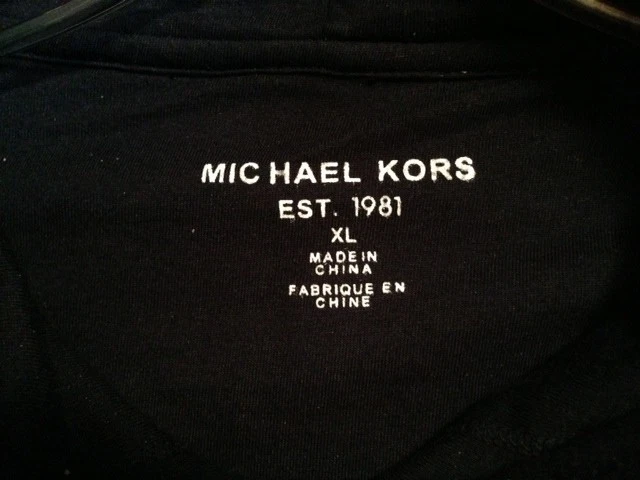 MICHAEL KORS
EST. 1981
XL
MADE IN
CHINA
FABRIQUE EN
CHINE